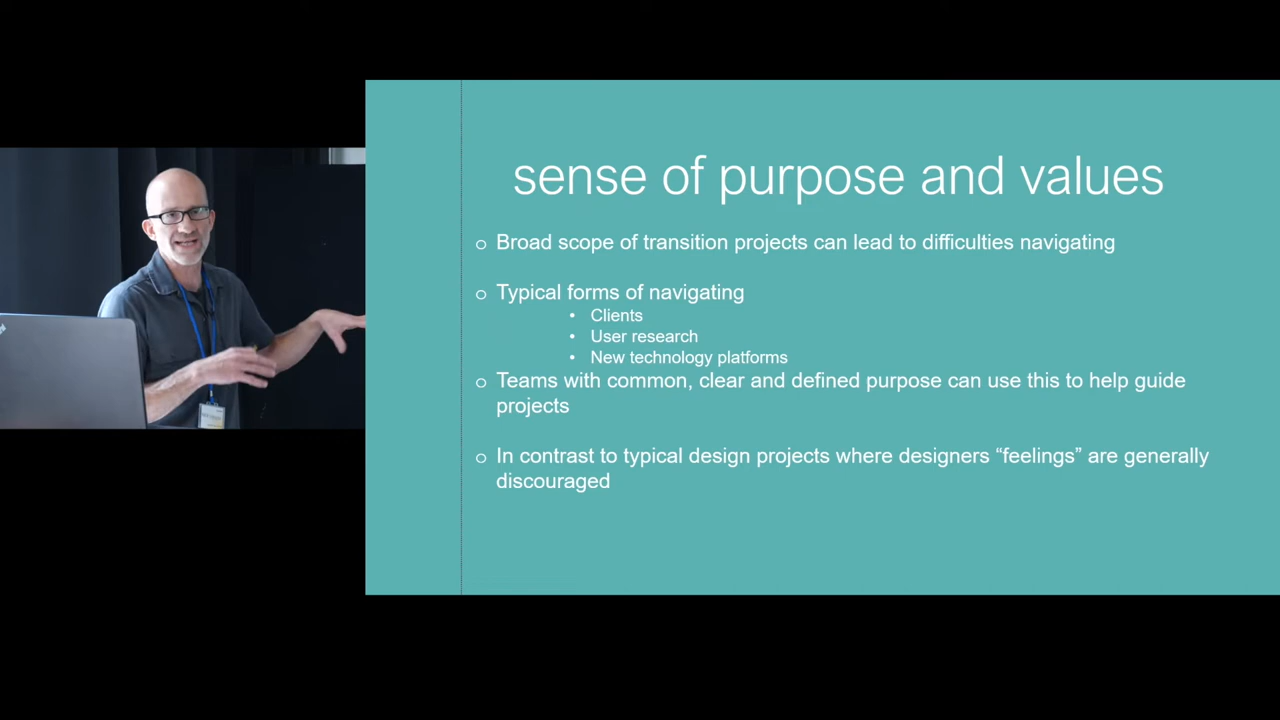 sense of purpose and values
o Broad scope of transition projects can lead to difficulties navigating
o Typical forms of navigating
• Clients
• User research
• New technology platforms
o Teams with common, clear and defined purpose can use this to help guide
projects
o In contrast to typical design projects where designers “feelings” are generally
discouraged